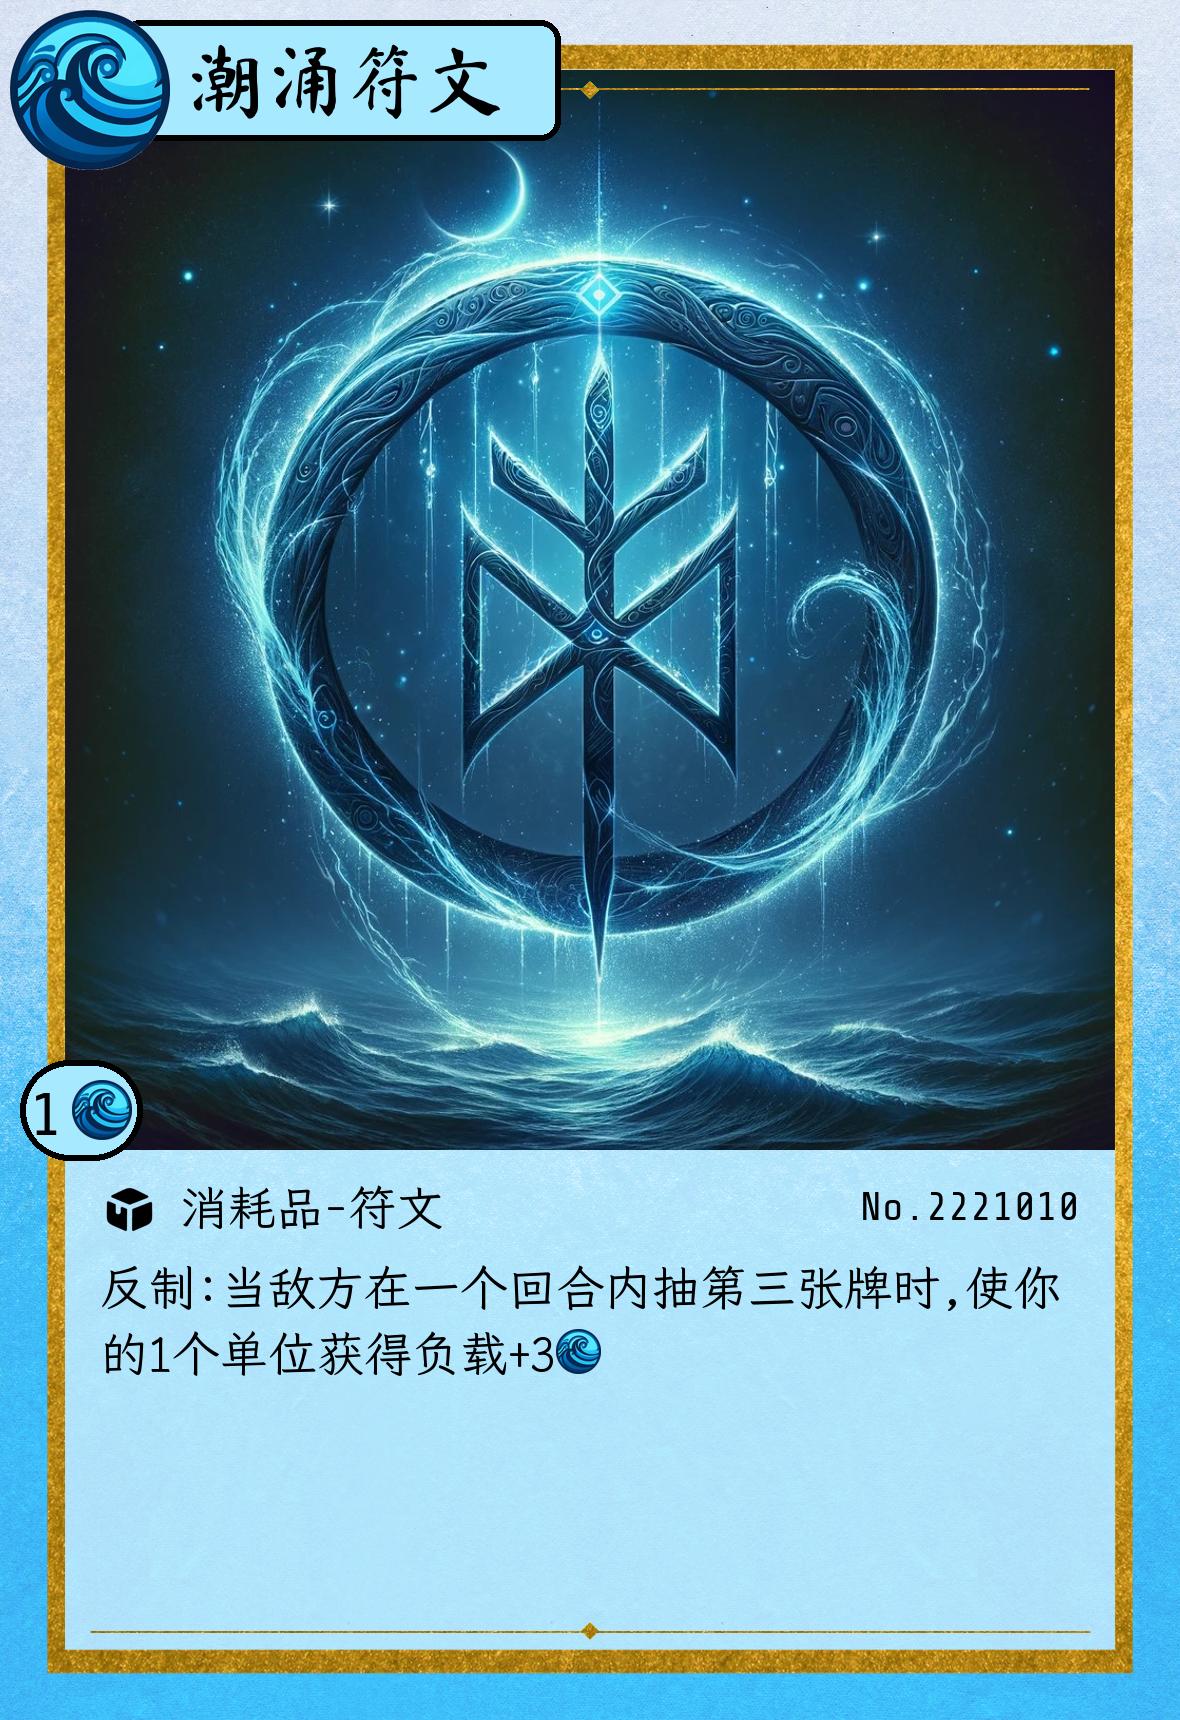 潮涌符文
1
消耗品-符文
No.2221010
反制:当敌方在一个回合内抽第三张牌时,使你
的1个单位获得负载+3